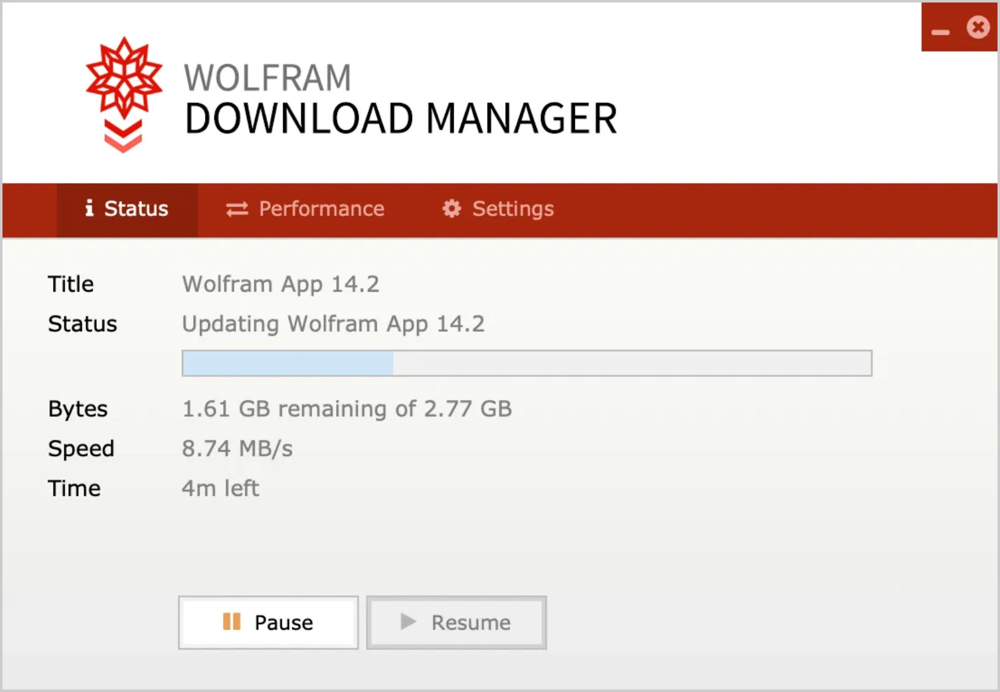 WOLFRAM
DOWNLOAD MANAGER
Status Performance Settings
Title Wolfram App 14.2
Status Updating Wolfram App 14.2
Bytes 1.61 GB remaining of 2.77 GB
Speed 8.74 MB/s
Time 4m left
Pause Resume